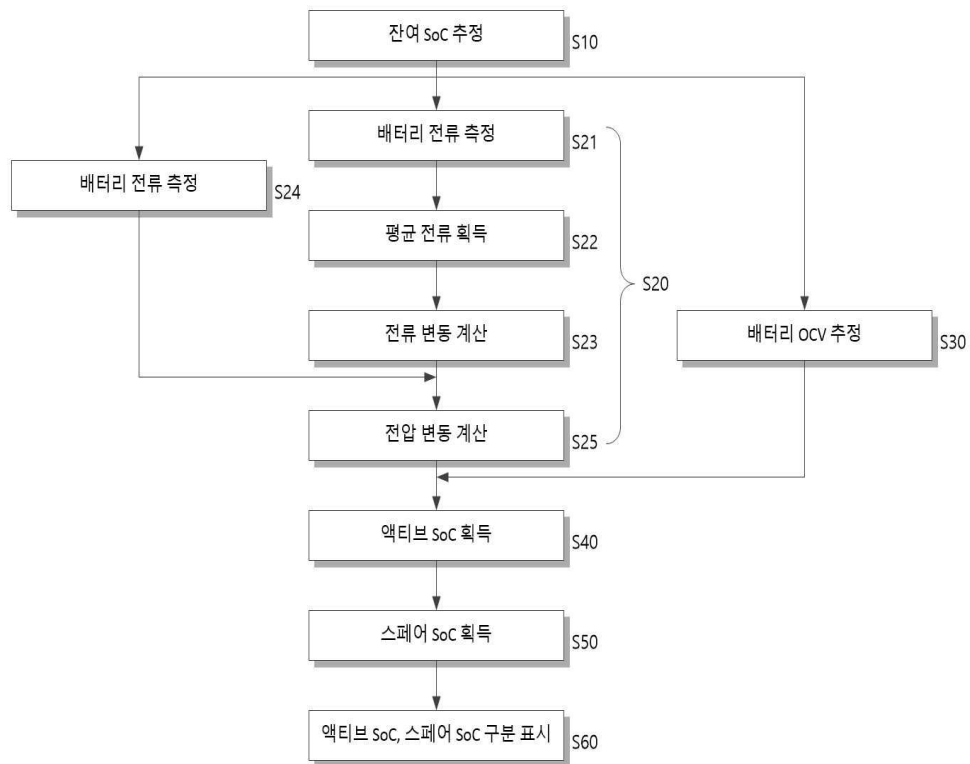 잔여 SoC 추정
S10
배터리 전류 측정
S21
배터리 전류 측정
S24
평균 전류 획득
S22
S20
전류 변동 계산
S23
배터리 OCV 추정
S30
전압 변동 계산
S25
액티브 SoC 획득
S40
스페어 SoC 획득
S50
액티브 SoC, 스페어 SoC 구분 표시
S60